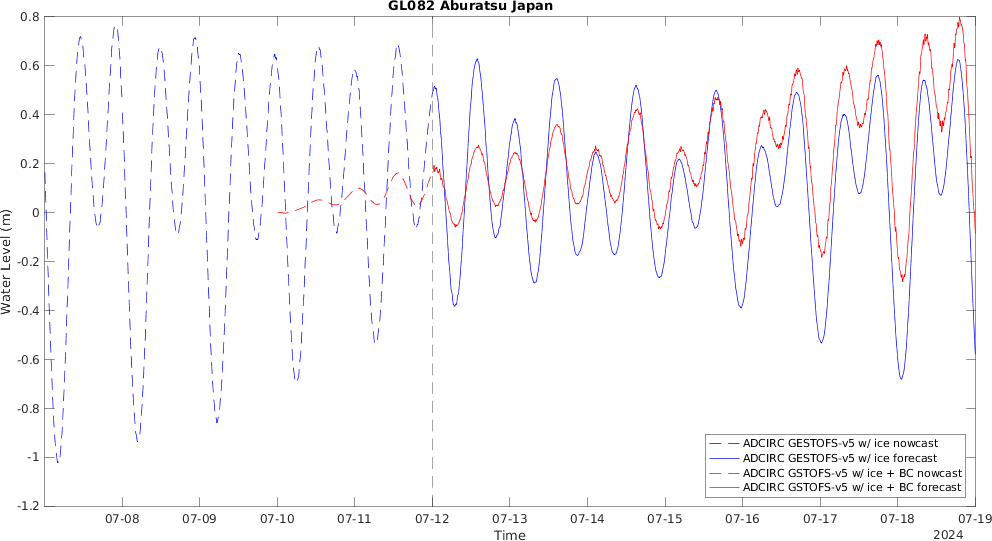 GL082 Aburatsu Japan
0.8
0.6
0.4
0.2
0
-0.2
-0.4
-0.6
-0.8
-1
-1.2
Water Level (m)
ADCIRC GESTOFS-v5 w/ ice nowcast
ADCIRC GESTOFS-v5 w/ ice forecast
ADCIRC GSTOFS-v5 w/ ice + BC nowcast
ADCIRC GSTOFS-v5 w/ ice + BC forecast
07-08 07-09 07-10 07-11 07-12 07-13 07-14 07-15 07-16 07-17 07-18 07-19
Time
2024